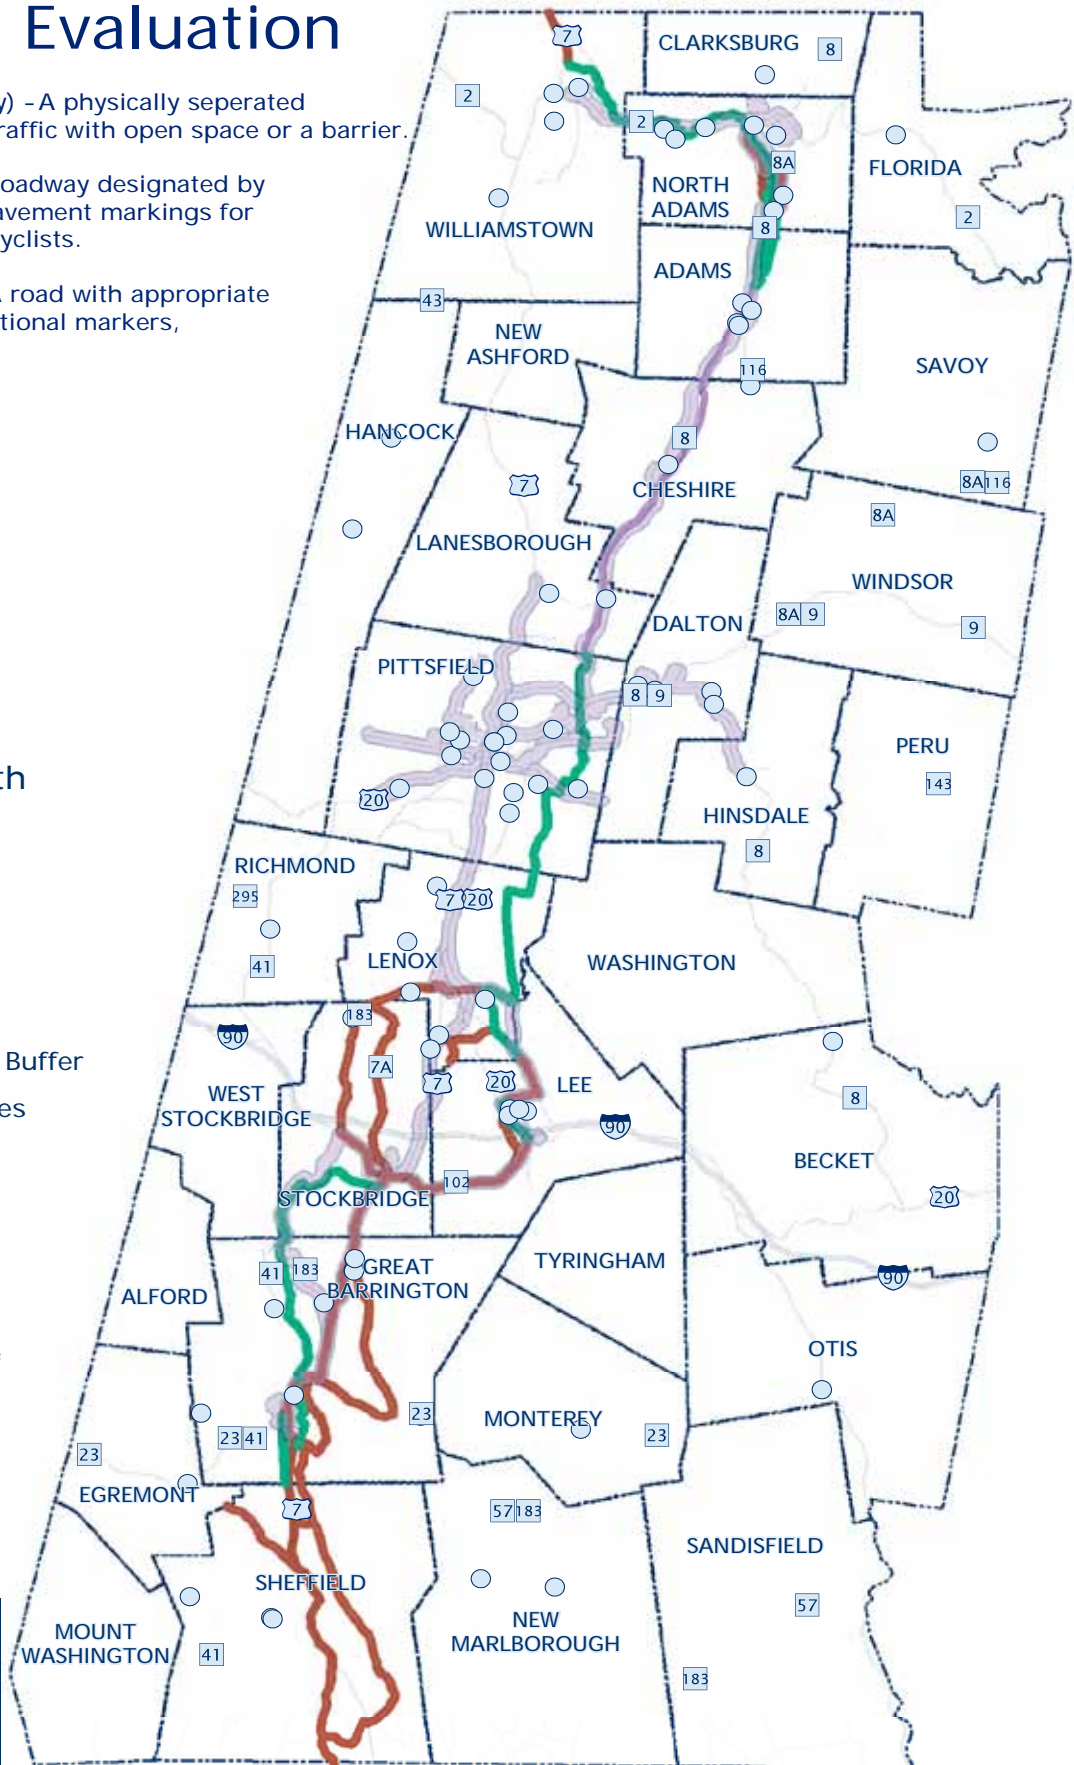 Evaluation
y) - A physically seperated
raffic with open space or a barrier.
oadway designated by
avement markings for
yclists.
A road with appropriate
tional markers,
th
Buffer
es
7
CLARKSBURG
8
2
2
8A
FLORIDA
NORTH
ADAMS
2
WILLIAMSTOWN
8
ADAMS
43
NEW
ASHFORD
SAVOY
116
HANCOCK
8
7
CHESHIRE
8A
116
8A
LANESBOROUGH
WINDSOR
DALTON
8A
9
9
PITTSFIELD
8
9
PERU
143
20
HINSDALE
8
RICHMOND
295
7
20
41
LENOX
WASHINGTON
183
90
7A
7
20
LEE
WEST
STOCKBRIDGE
90
8
BECKET
102
20
STOCKBRIDGE
TYRINGHAM
41
183
GREAT
BARRINGTON
90
ALFORD
OTIS
23
MONTEREY
23
23
41
23
EGREMONT
7
57
183
SANDISFIELD
SHEFFIELD
57
NEW
MARLBOROUGH
MOUNT
WASHINGTON
41
183